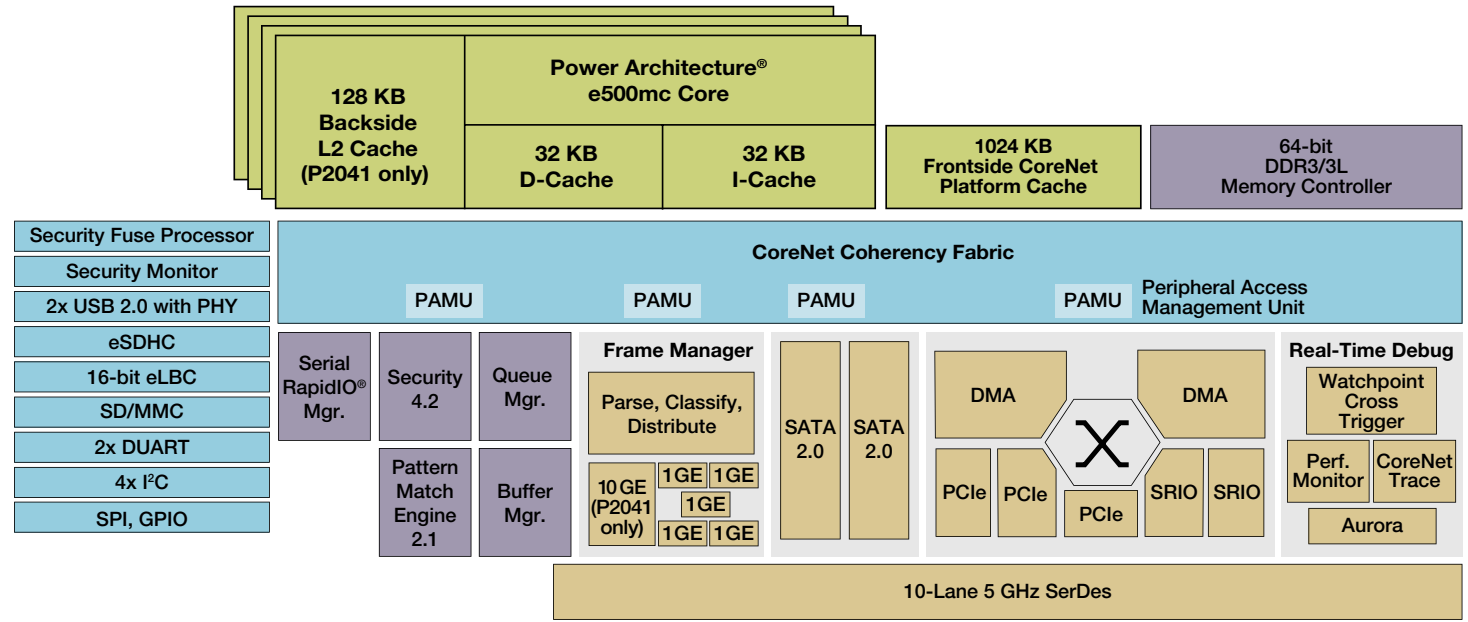 128 KB
Backside
L2 Cache
(P2041 only)
Power Architecture®
e500mc Core
32 KB
D-Cache
32 KB
I-Cache
1024 KB
Frontside CoreNet
Platform Cache
64-bit
DDR3/3L
Memory Controller
Security Fuse Processor
Security Monitor
2x USB 2.0 with PHY
eSDHC
16-bit eLBC
SD/MMC
2x DUART
4x I²C
SPI, GPIO
CoreNet Coherency Fabric
PAMU
PAMU
PAMU
PAMU
Peripheral Access
Management Unit
Serial
RapidIO®
Mgr.
Security
4.2
Queue
Mgr.
Pattern
Match
Engine
2.1
Buffer
Mgr.
Frame Manager
Parse, Classify,
Distribute
10 GE
(P2041
only)
1GE
1GE
1GE
1GE
1GE
SATA
2.0
SATA
2.0
DMA
DMA
PCIe
PCIe
PCIe
SRIO
SRIO
Real-Time Debug
Watchpoint
Cross
Trigger
Perf.
Monitor
CoreNet
Trace
Aurora
10-Lane 5 GHz SerDes